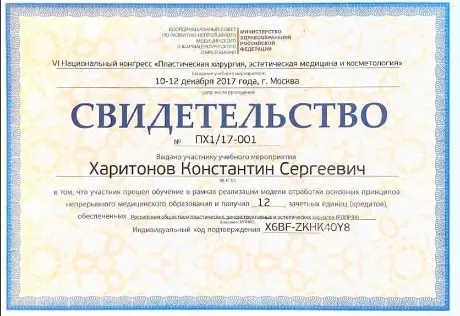 КООРДИНАЦИОННЫЙ СОВЕТ
ПО РАЗВИТИЮ НЕПРЕРЫВНОГО
МЕДИЦИНСКОГО
И ФАРМАЦЕВТИЧЕСКОГО
ОБРАЗОВАНИЯ
МИНИСТЕРСТВО
ЗДРАВООХРАНЕНИЯ
РОССИЙСКОЙ
ФЕДЕРАЦИИ
VI Национальный конгресс «Пластическая хирургия, эстетическая медицина и косметология»
(название учебного мероприятия)
10-12 декабря 2017 года, г. Москва
(дата, место проведения)
СВИДЕТЕЛЬСТВО
№ ПХ1/17-001
Выдано участнику учебного мероприятия
Харитонов Константин Сергеевич
(Ф.И.О)
в том, что участник прошел обучение в рамках реализации модели отработки основных принципов
непрерывного медицинского образования и получил 12 зачетных единиц (кредитов),
обеспеченных Российским обществом пластических, реконструктивных и эстетических хирургов (РОПРЭХ)
Индивидуальный код подтверждения X6BF-ZKHK40Y8